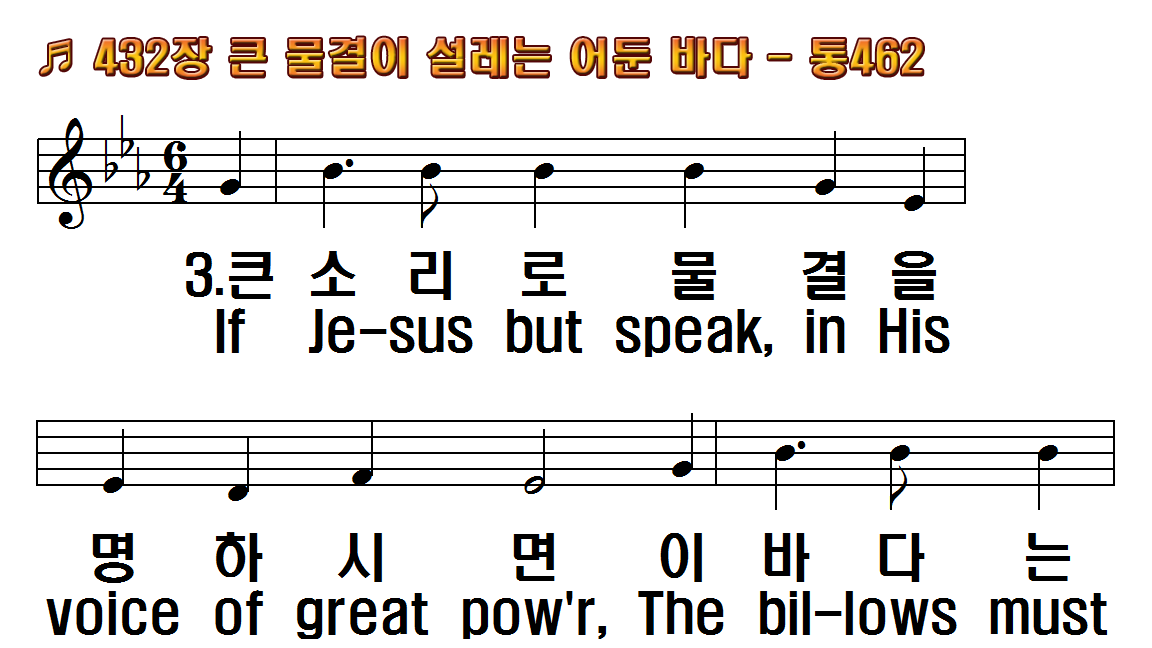 ♬ 432장 큰 물결이 설레는 어둔 바다 - 통462
6
4
3.큰 소 리 로 물 결 을
If Je-sus but speak, in His
명 하 시 면 이 바 다 는
voice of great pow'r, The bil-lows must